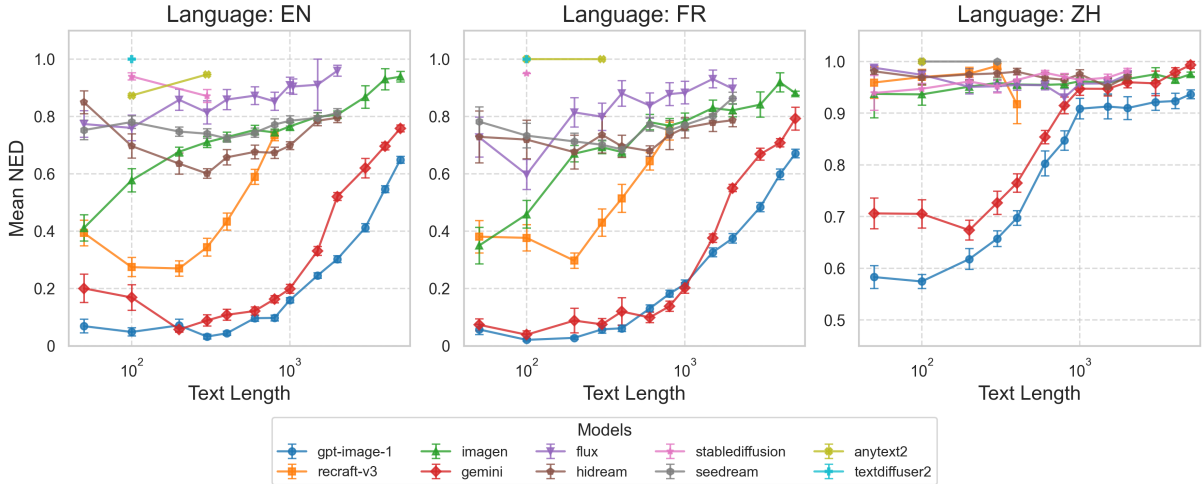 Language: EN
Language: FR
Language: ZH
Mean NED
1.0
0.8
0.6
0.4
0.2
0
10²
10³
Text Length
1.0
0.8
0.6
0.4
0.2
0
10²
10³
Text Length
1.0
0.9
0.8
0.7
0.6
0.5
10²
10³
Text Length
Models
gpt-image-1 imagen flux stablediffusion anytext2
recraft-v3 gemini hidream seedream textdiffuser2